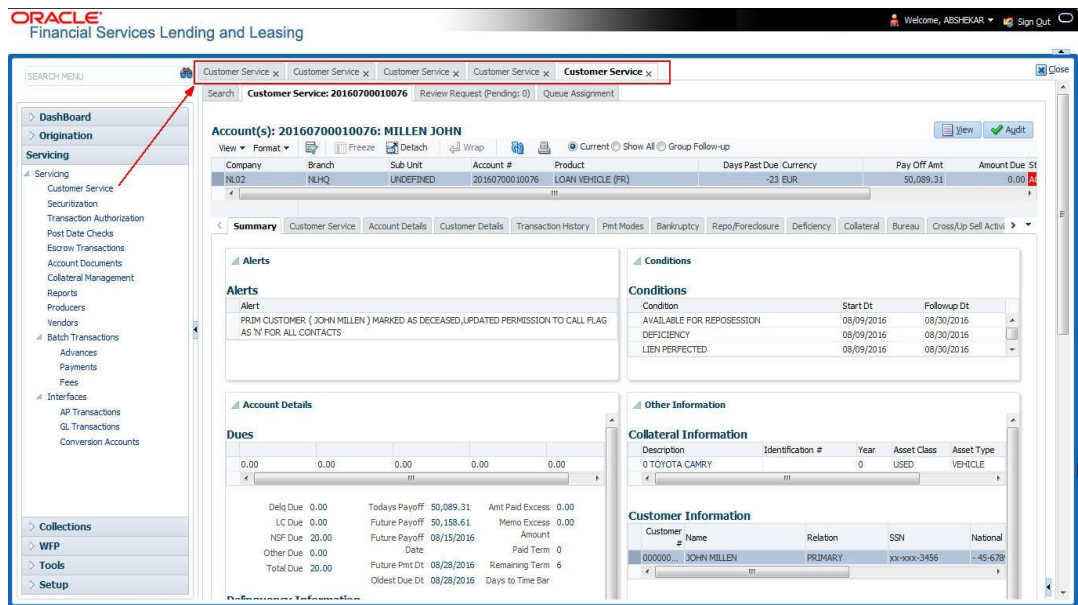 ORACLE'
Financial Services Lending and Leasing
Welcome, ABSHEKAR Sign Out
Close
SEARCH MENU
Customer Service x Customer Service x Customer Service x Customer Service x Customer Service x
Search Customer Service: 20160700010076 Review Request (Pending: 0) Queue Assignment
DashBoard
Origination
Servicing
Servicing
Customer Service
Securitization
Transaction Authorization
Post Date Checks
Escrow Transactions
Account Documents
Collateral Management
Reports
Producers
Vendors
Batch Transactions
Advances
Payments
Fees
Interfaces
AP Transactions
GL Transactions
Conversion Accounts
Collections
WFP
Tools
Setup
Account(s): 20160700010076: MILLEN JOHN
View Audit
View Format Freeze Detach Wrap Current Show All Group Follow-up
Company Branch Sub Unit Account # Product Days Past Due Currency Pay Off Amt Amount Due St
NL02 NLHQ UNDEFINED 20160700010076 LOAN VEHICLE (FR) -23 EUR 50,089.31 0.00 AC
Summary Customer Service Account Details Customer Details Transaction History Pmt Modes Bankruptcy Repo/Foreclosure Deficiency Collateral Bureau Cross/Up Sell Activi
Alerts
Alerts
Alert
PRIM CUSTOMER ( JOHN MILLEN ) MARKED AS DECEASED,UPDATED PERMISSION TO CALL FLAG
AS 'N' FOR ALL CONTACTS
Conditions
Conditions
Condition Start Dt Followup Dt
AVAILABLE FOR REPOSESSION 08/09/2016 08/30/2016
DEFICIENCY 08/09/2016 08/30/2016
LIEN PERFECTED 08/09/2016 08/30/2016
Account Details
Dues
0.00 0.00 0.00 0.00 0.00
Delq Due 0.00 Todays Payoff 50,089.31 Amt Paid Excess 0.00
LC Due 0.00 Future Payoff 50,158.61 Memo Excess Amount 0.00
NSF Due 20.00 Future Payoff Date 08/15/2016
Other Due 0.00 Paid Term 0
Total Due 20.00 Future Pmt Dt 08/28/2016 Remaining Term 6
Oldest Due Dt 08/28/2016 Days to Time Bar
Delinquency Information
Other Information
Collateral Information
Description Identification # Year Asset Class Asset Type
0 TOYOTA CAMRY 0 USED VEHICLE
Customer Information
Customer # Name Relation SSN National
000000... JOHN MILLEN PRIMARY xx-xxx-3456 - 45-678